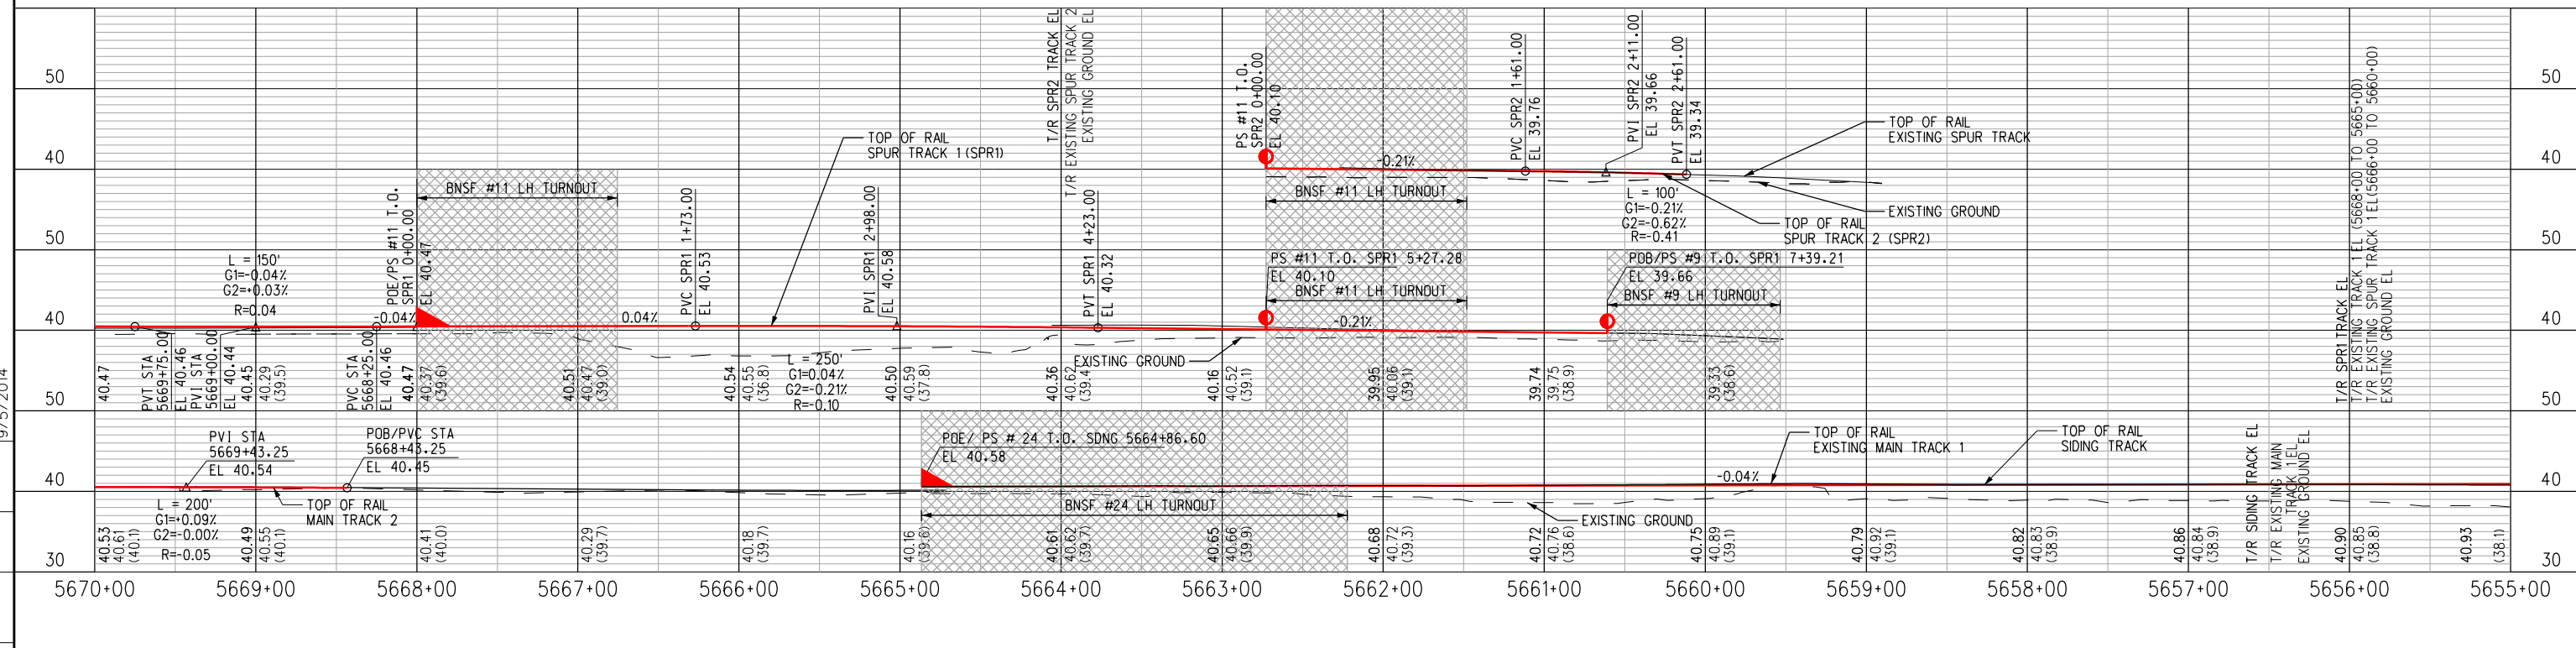 50
40
50
40
50
40
30
50
40
50
40
50
40
30
9/5/2014
T/R SPR2 TRACK EL
T/R EXISTING SPUR TRACK 2
EXISTING GROUND EL
PS #11 T.O.
SPR2 0+00.00
EL 40.10
-0.21%
BNSF #11 LH TURNOUT
PVC SPR2 1+61.00
EL 39.76
PVI SPR2 2+11.00
EL 39.66
PVT SPR2 2+61.00
EL 39.34
L = 100'
G1=-0.21%
G2=-0.62%
R=-0.41
TOP OF RAIL
EXISTING SPUR TRACK
EXISTING GROUND
TOP OF RAIL
SPUR TRACK 2 (SPR2)
TOP OF RAIL
SPUR TRACK 1 (SPR1)
BNSF #11 LH TURNOUT
POE/PS #11 T.O.
SPR1 0+00.00
EL 40.47
L = 150'
G1=-0.04%
G2=+0.03%
R=0.04
-0.04%
0.04%
PVC SPR1 1+73.00
EL 40.53
PVI SPR1 2+98.00
EL 40.58
PVT SPR1 4+23.00
EL 40.32
PS #11 T.O. SPR1 5+27.28
EL 40.10
BNSF #11 LH TURNOUT
-0.21%
POB/PS #9 T.O. SPR1 7+39.21
EL 39.66
BNSF #9 LH TURNOUT
EXISTING GROUND
L = 250'
G1=0.04%
G2=-0.21%
R=-0.10
40.47
PVT STA
5669+75.00
EL 40.46
PVI STA
5669+00.00
EL 40.44
40.45
40.29
(39.5)
PVC STA
5668+25.00
EL 40.46
40.47
40.37
(39.6)
40.51
40.47
(39.0)
40.54
40.55
(36.8)
40.50
40.59
(37.8)
40.36
40.62
(39.4)
40.16
40.52
(39.1)
39.95
40.06
(39.1)
39.74
39.75
(38.9)
39.33
(38.6)
T/R SPR1 TRACK EL
T/R EXISTING TRACK 1 EL (5668+00 TO 5665+00)
T/R EXISTING SPUR TRACK 1 EL(5666+00 TO 5660+00)
EXISTING GROUND EL
PVI STA
5669+43.25
EL 40.54
POB/PVC STA
5668+43.25
EL 40.45
L = 200'
G1=+0.09%
G2=-0.00%
R=-0.05
TOP OF RAIL
MAIN TRACK 2
POE/ PS # 24 T.O. SDNG 5664+86.60
EL 40.58
BNSF #24 LH TURNOUT
EXISTING GROUND
-0.04%
TOP OF RAIL
EXISTING MAIN TRACK 1
TOP OF RAIL
SIDING TRACK
T/R SIDING TRACK EL
T/R EXISTING MAIN
TRACK 1 EL
EXISTING GROUND EL
40.53
40.61
(40.1)
40.49
40.55
(40.1)
40.41
(40.0)
40.29
(39.7)
40.18
(39.7)
40.16
(39.6)
40.61
40.62
(39.7)
40.65
40.66
(39.9)
40.68
40.72
(39.3)
40.72
40.76
(38.6)
40.75
40.89
(39.1)
40.79
40.92
(39.1)
40.82
40.83
(38.9)
40.86
40.84
(38.9)
40.90
40.85
(38.8)
40.93
(38.1)
5670+00
5669+00
5668+00
5667+00
5666+00
5665+00
5664+00
5663+00
5662+00
5661+00
5660+00
5659+00
5658+00
5657+00
5656+00
5655+00